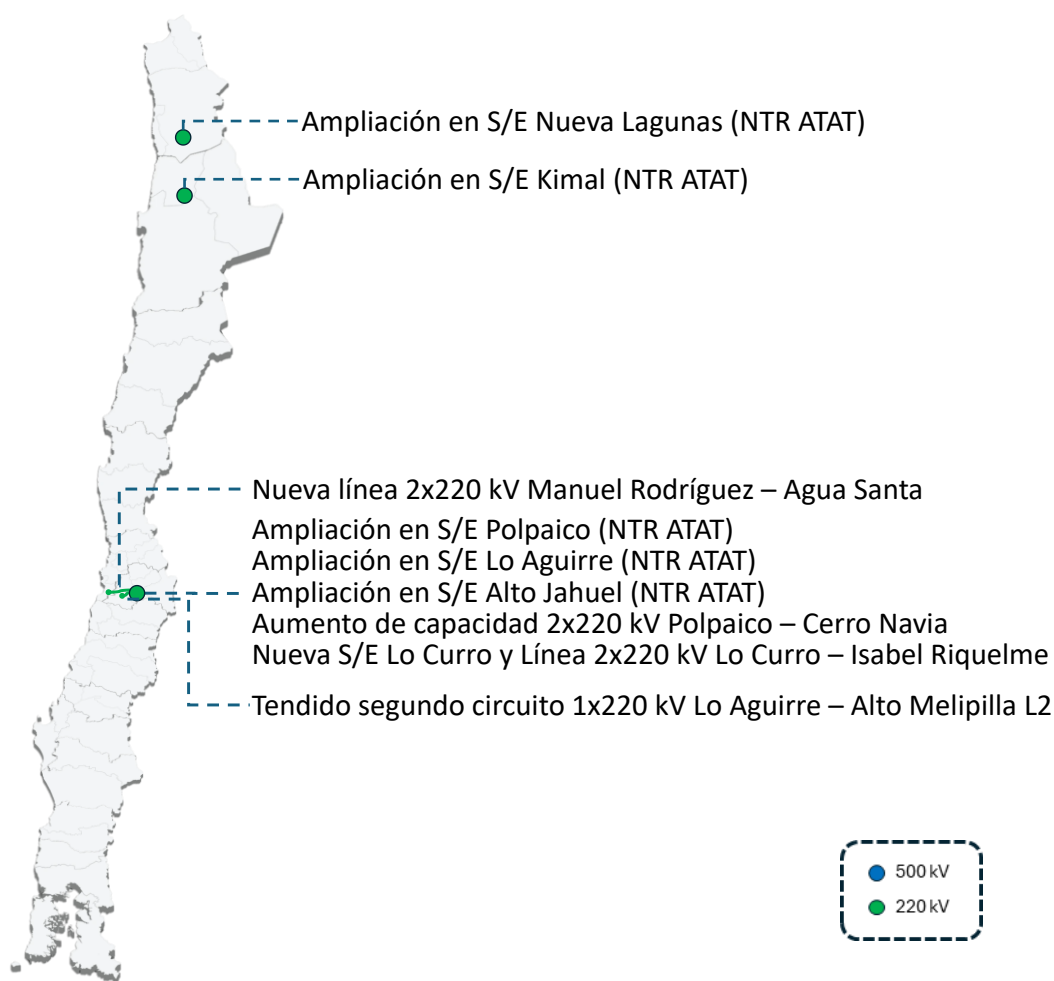 Ampliación en S/E Nueva Lagunas (NTR ATAT)
Ampliación en S/E Kimal (NTR ATAT)
Nueva línea 2x220 kV Manuel Rodríguez – Agua Santa
Ampliación en S/E Polpaico (NTR ATAT)
Ampliación en S/E Lo Aguirre (NTR ATAT)
Ampliación en S/E Alto Jahuel (NTR ATAT)
Aumento de capacidad 2x220 kV Polpaico – Cerro Navia
Nueva S/E Lo Curro y Línea 2x220 kV Lo Curro – Isabel Riquelme
Tendido segundo circuito 1x220 kV Lo Aguirre – Alto Melipilla L2
500 kV
220 kV